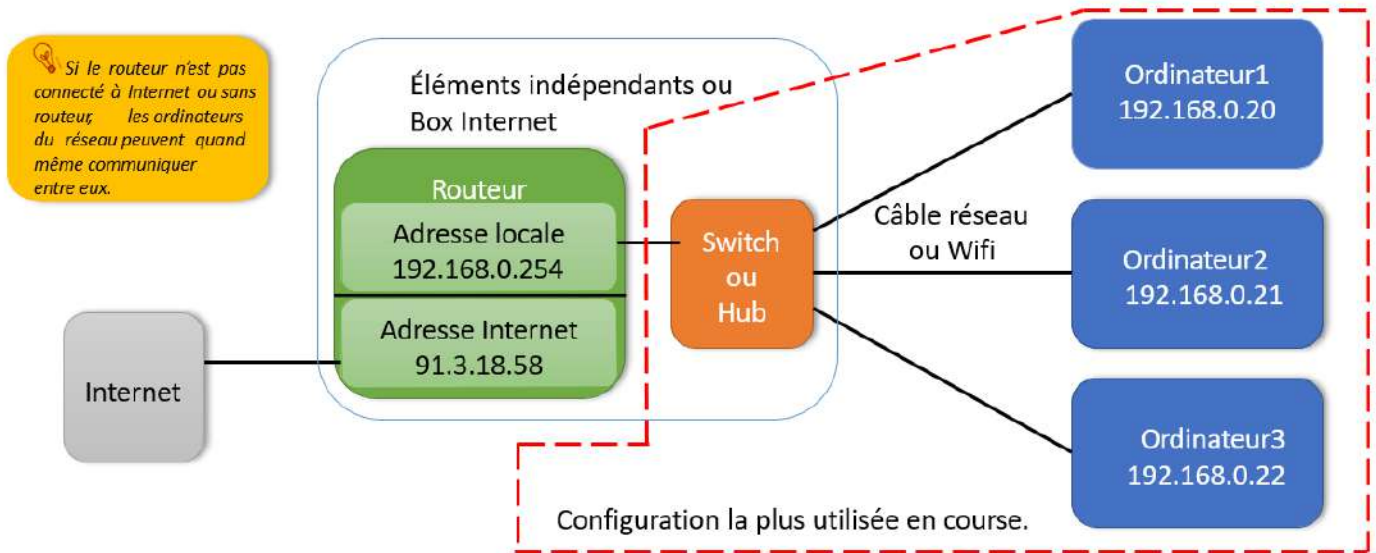 Si le routeur n'est pas
connecté à Internet ou sans
routeur, les ordinateurs
du réseau peuvent quand
même communiquer
entre eux.
Éléments indépendants ou
Box Internet
Routeur
Adresse locale
192.168.0.254
Adresse Internet
91.3.18.58
Internet
Switch
ou
Hub
Câble réseau
ou Wifi
Ordinateur1
192.168.0.20
Ordinateur2
192.168.0.21
Ordinateur3
192.168.0.22
Configuration la plus utilisée en course.